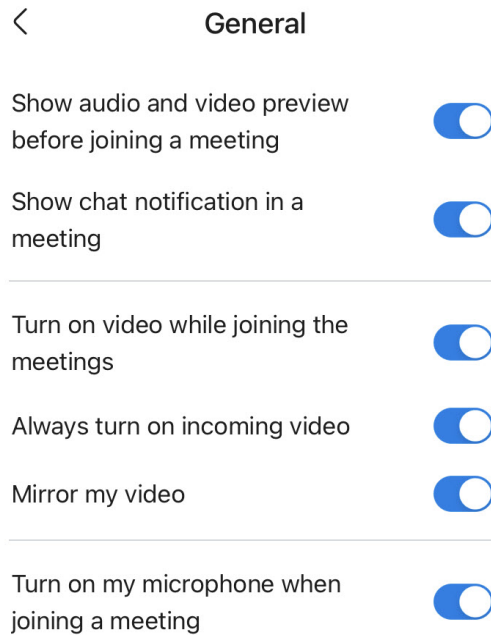 General
Show audio and video preview
before joining a meeting
Show chat notification in a
meeting
Turn on video while joining the
meetings
Always turn on incoming video
Mirror my video
Turn on my microphone when
joining a meeting